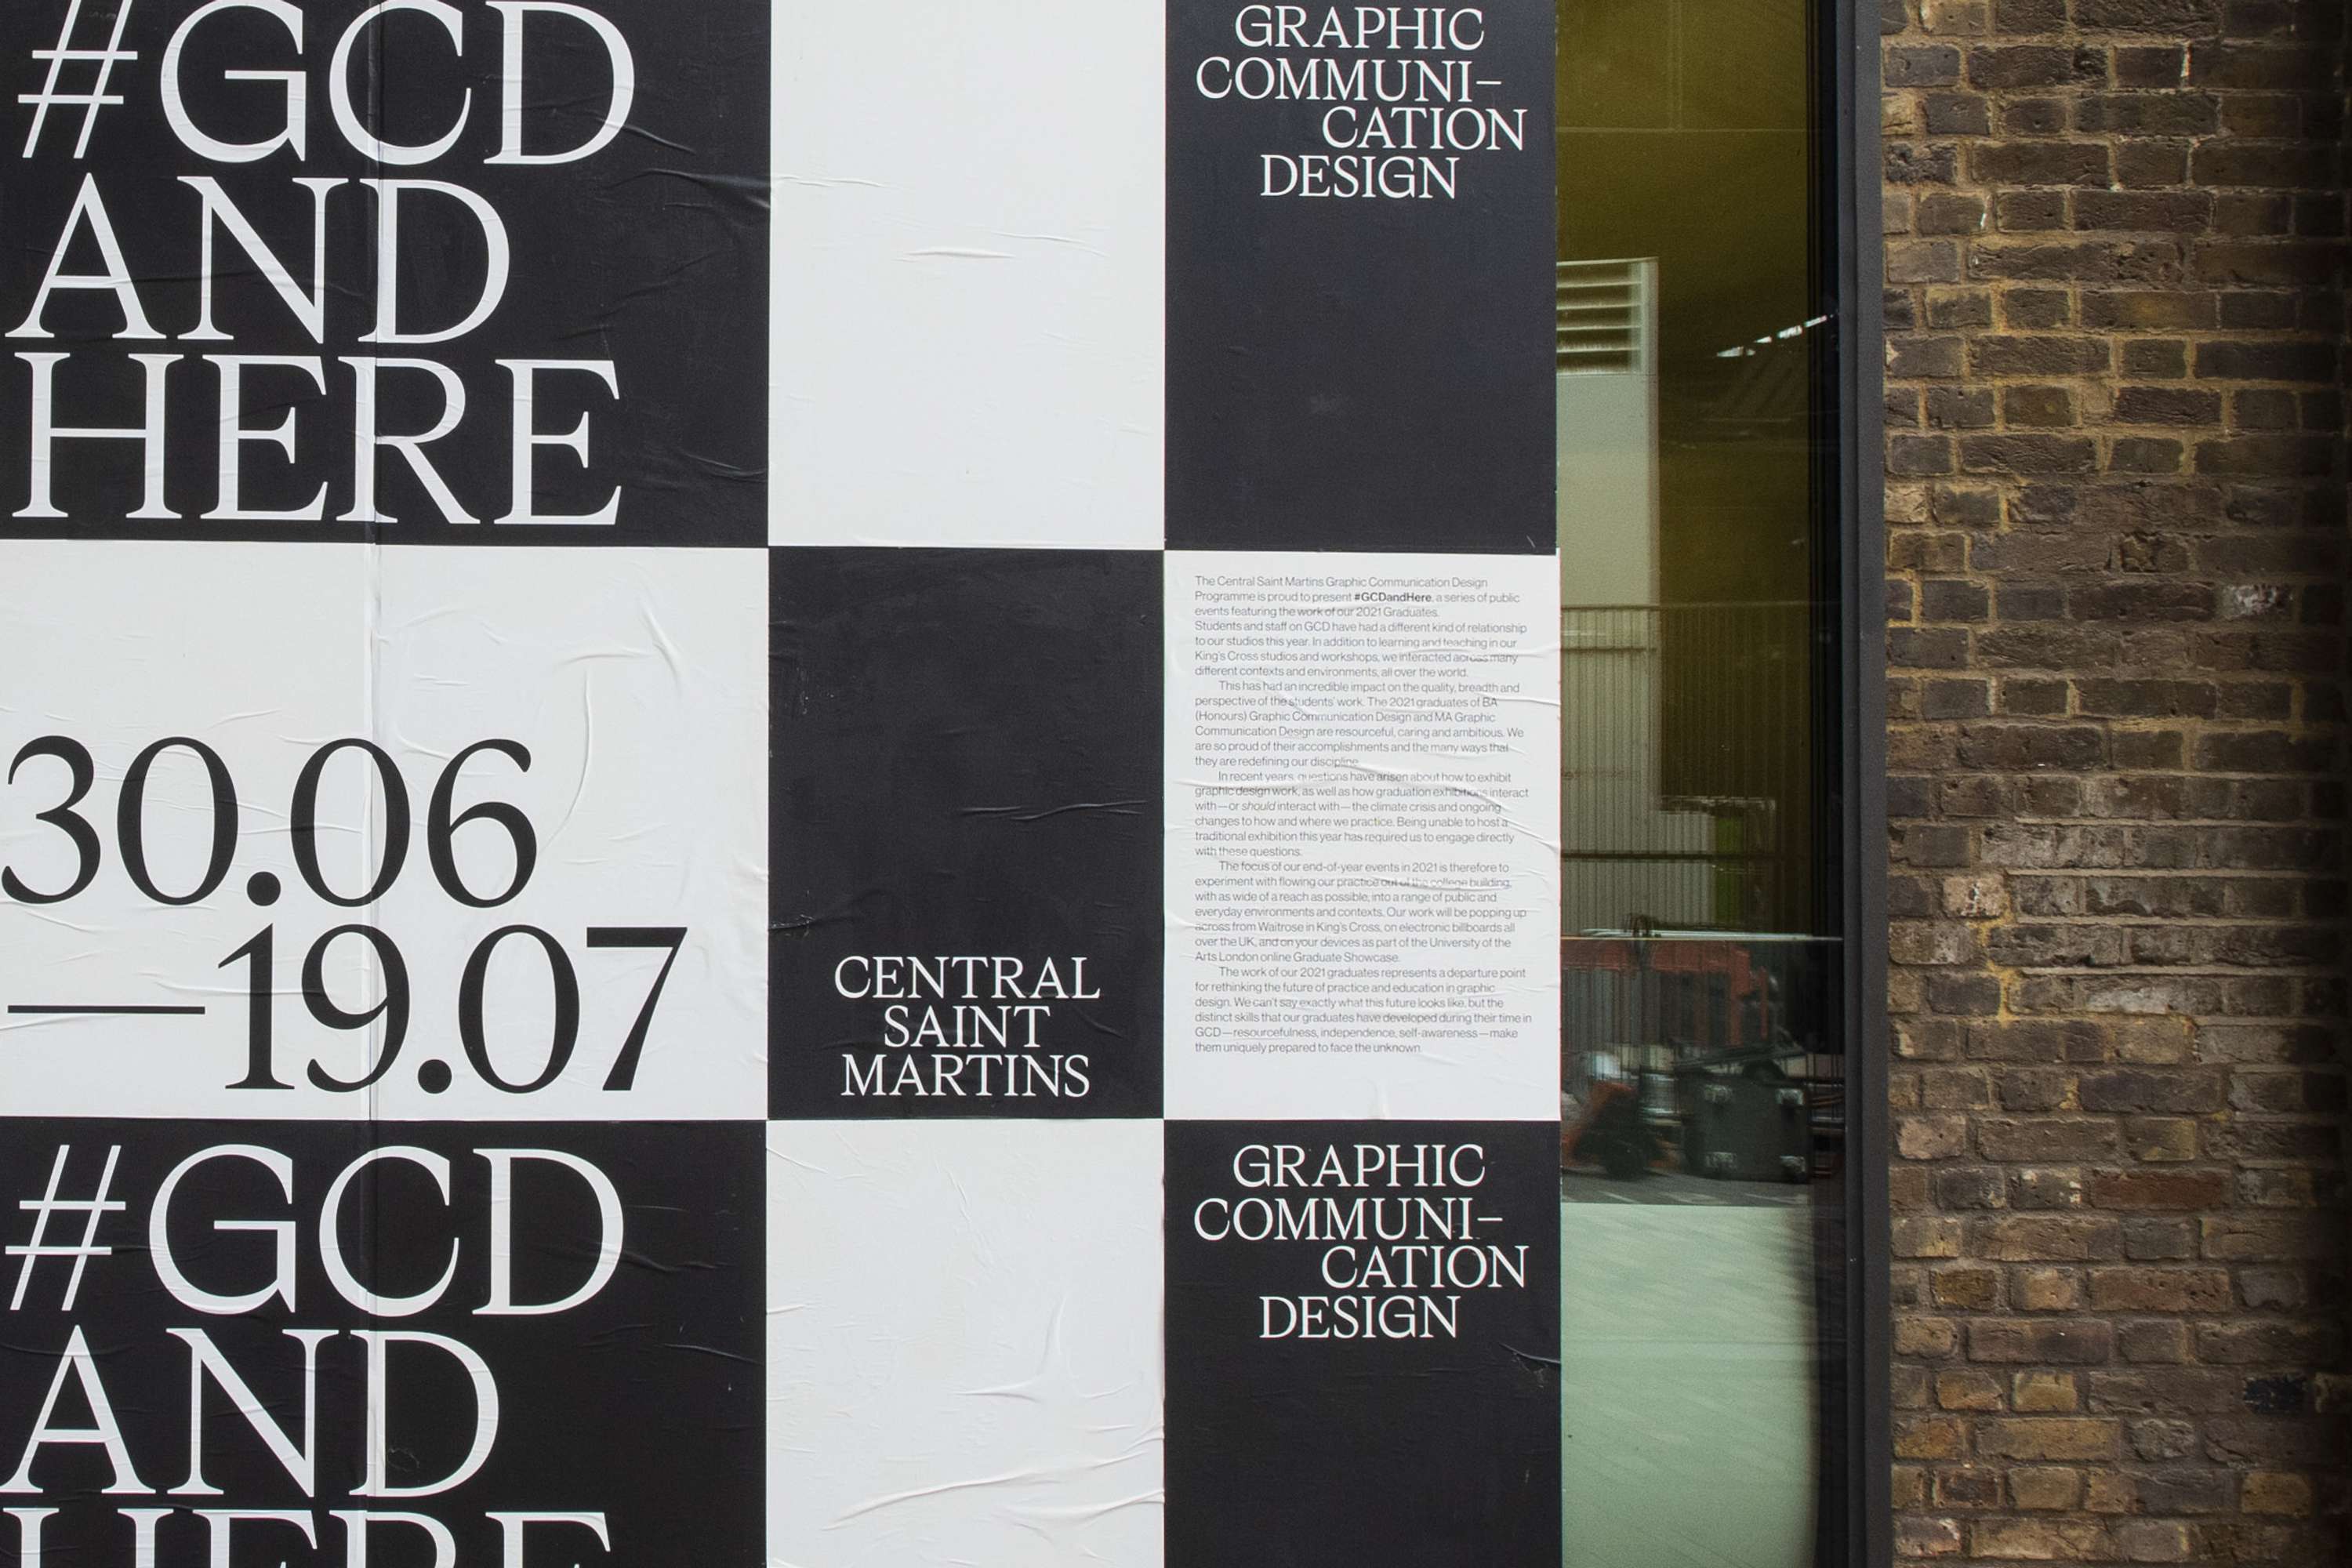 #GCD
AND
HERE
GRAPHIC
COMMUNI–
CATION
DESIGN
30.06
—19.07
CENTRAL
SAINT
MARTINS
The Central Saint Martins Graphic Communication Design
Programme is proud to present #GCDandHere, a series of public
events featuring the work of our 2021 Graduates.
Students and staff on GCD have had a different kind of relationship
to our studios this year. In addition to learning and teaching in our
King's Cross studios and workshops, we interacted across many
different contexts and environments, all over the world.
This has had an incredible impact on the quality, breadth and
perspective of the students' work. The 2021 graduates of BA
(Honours) Graphic Communication Design and MA Graphic
Communication Design are resourceful, caring and ambitious. We
are so proud of their accomplishments and the many ways that
they are redefining our discipline.
In recent years, questions have arisen about how to exhibit
graphic design work, as well as how graduation exhibitions interact
with—or should interact with—the climate crisis and ongoing
changes to how and where we practice. Being unable to host a
traditional exhibition this year has required us to engage directly
with these questions.
The focus of our end-of-year events in 2021 is therefore to
experiment with flowing our practice out of the college building,
with as wide of a reach as possible, into a range of public and
everyday environments and contexts. Our work will be popping up
across from Waitrose in King's Cross, on electronic billboards all
over the UK, and on your devices as part of the University of the
Arts London online Graduate Showcase.
The work of our 2021 graduates represents a departure point
for rethinking the future of practice and education in graphic
design. We can't say exactly what this future looks like, but the
distinct skills that our graduates have developed during their time in
GCD—resourcefulness, independence, self-awareness—make
them uniquely prepared to face the unknown.
#GCD
AND
HERE
GRAPHIC
COMMUNI–
CATION
DESIGN